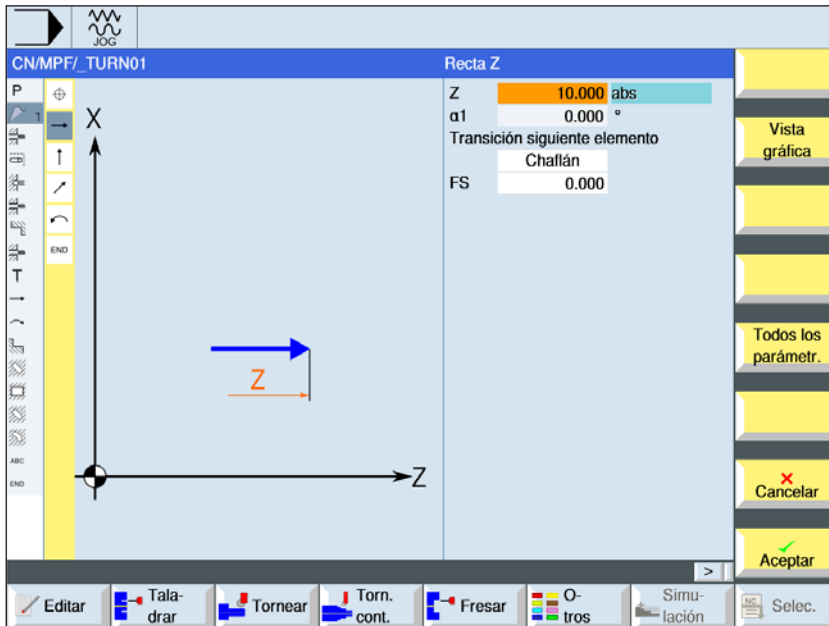 JOG
CN/MPF/_TURN01
Recta Z
P
1
T
ABC
END
END
X
Z
Z
Z 10.000 abs
α1 0.000 °
Transición siguiente elemento
Chaflán
FS 0.000
Vista
gráfica
Todos los
parámetr.
Cancelar
Aceptar
>
Editar
Tala-
drar
Tornear
Torn.
cont.
Fresar
O-
tros
Simu-
lación
NC
Selec.